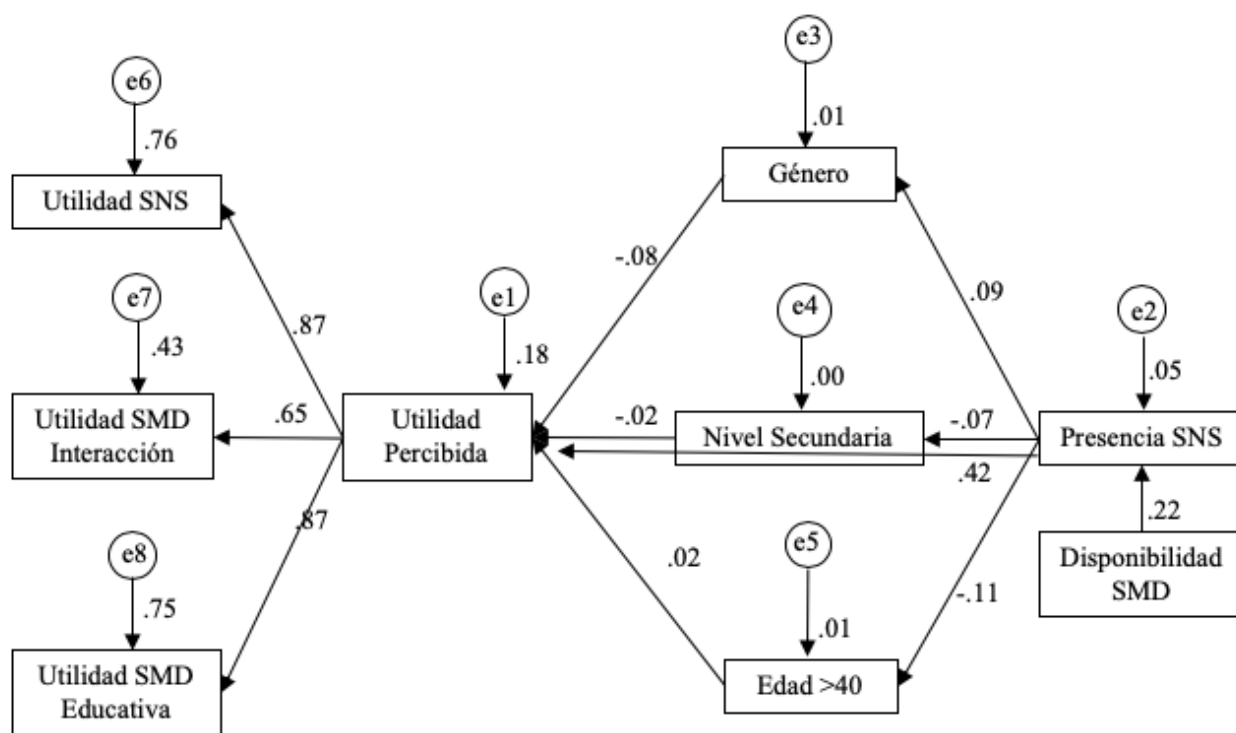 e3
e6
.01
.76
Género
Utilidad SNS
-.08
e7
e1
e4
.09
e2
.87
.43
.18
.00
.05
Utilidad SMD
Interacción
.65
Utilidad
Percibida
-.02
Nivel Secundaria
-.07
Presencia SNS
.42
.87
.22
e8
.02
e5
Disponibilidad
SMD
-.11
.75
.01
Utilidad SMD
Educativa
Edad >40